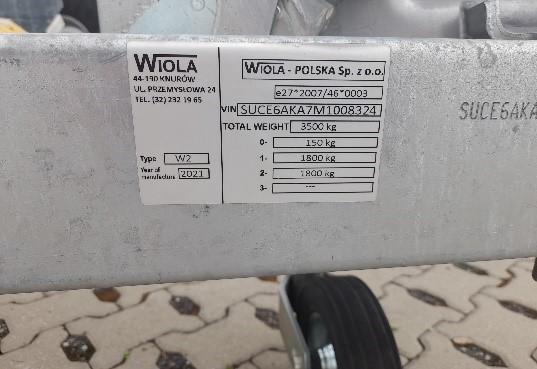 WIOLA
44-190 KNURÓW
UL. PRZEMYSŁOWA 24
TEL. (32) 232 19 65
Type W2
Year of manufacture 2021
WIOLA - POLSKA Sp. z o.o.
e27*2007/46*0003
VIN SUCE6AKA7M1008324
TOTAL WEIGHT 3500 kg
0- 150 kg
1- 1800 kg
2- 1800 kg
3- ---
SUCE6AKA